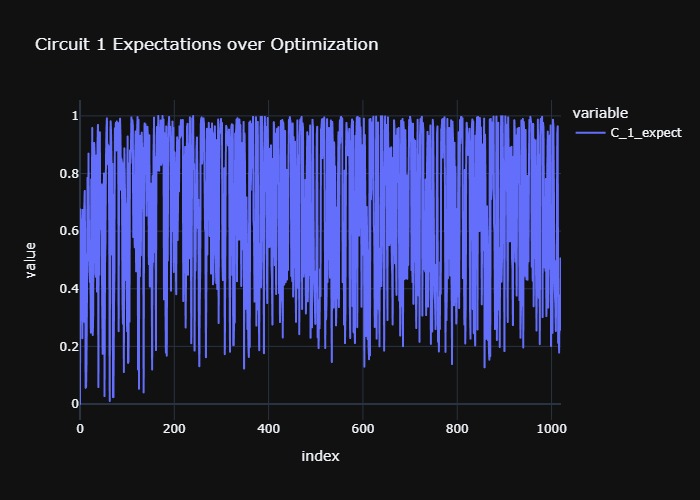 Circuit 1 Expectations over Optimization
variable
C_1_expect
value
1
0.8
0.6
0.4
0.2
0
0 200 400 600 800 1000
index